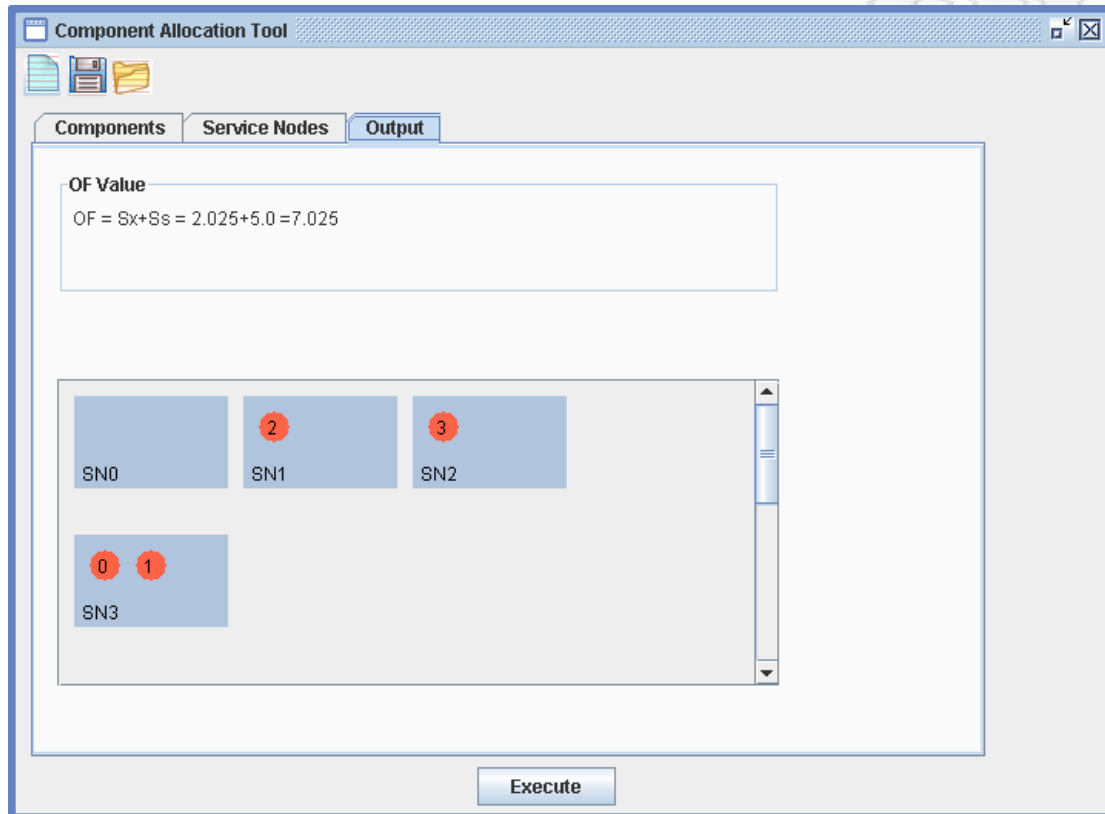 Component Allocation Tool
Components Service Nodes Output
OF Value
OF = Sx+Ss = 2.025+5.0 =7.025
2 3
SN0 SN1 SN2
0 1
SN3
Execute